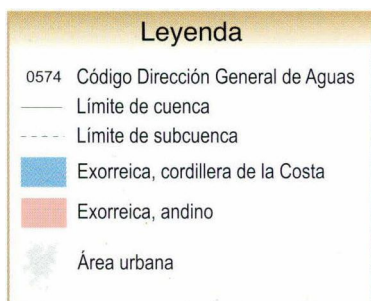 Leyenda
0574 Código Dirección General de Aguas
Límite de cuenca
Límite de subcuenca
Exorreica, cordillera de la Costa
Exorreica, andino
Área urbana